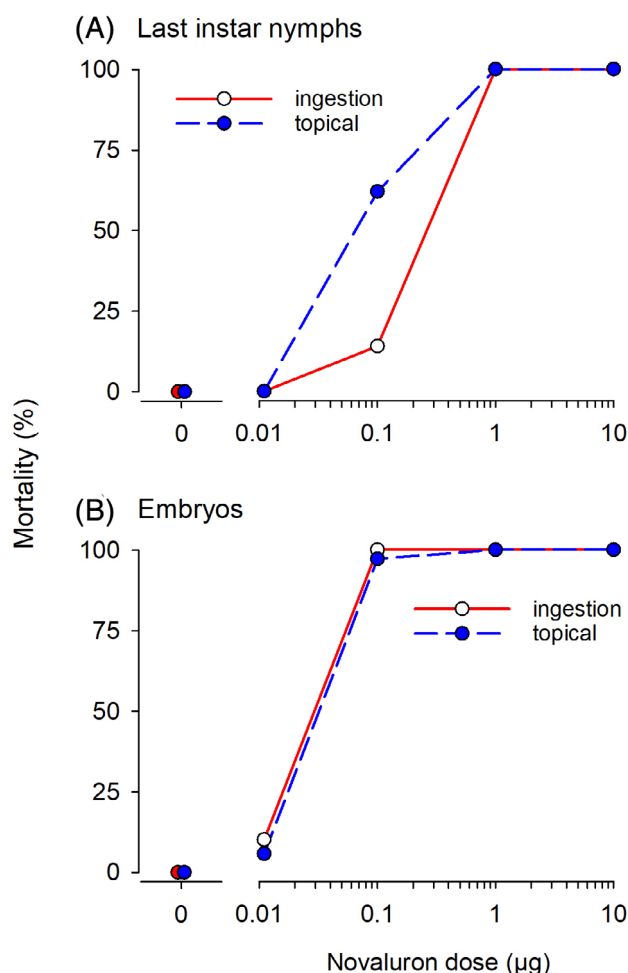 (A) Last instar nymphs
100
75
50
25
0
ingestion
topical
0 0.01 0.1 1 10
Mortality (%)
(B) Embryos
100
75
50
25
0
ingestion
topical
0 0.01 0.1 1 10
Novaluron dose (µg)